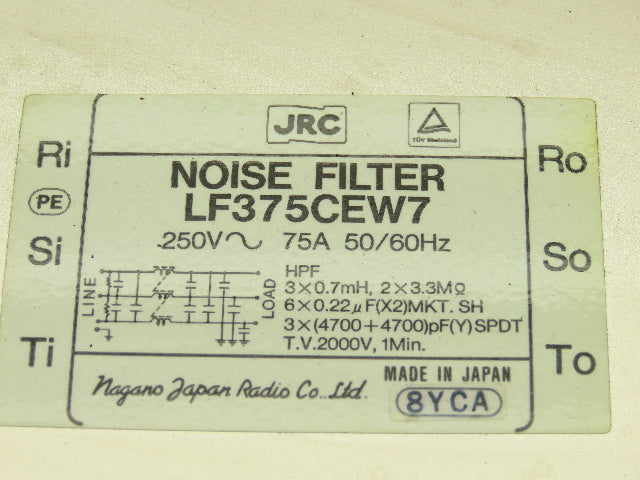 JRC
TÜV Rheinland
Ri
Ro
NOISE FILTER
PE
LF375CEW7
Si
So
250V～ 75A 50/60Hz
LINE
LOAD
HPF
3×0.7mH, 2×3.3MΩ
6×0.22μF(X2)MKT. SH
3×(4700+4700)pF(Y)SPDT
T.V.2000V, 1Min.
Ti
To
Nagano Japan Radio Co., Ltd.
MADE IN JAPAN
8YCA